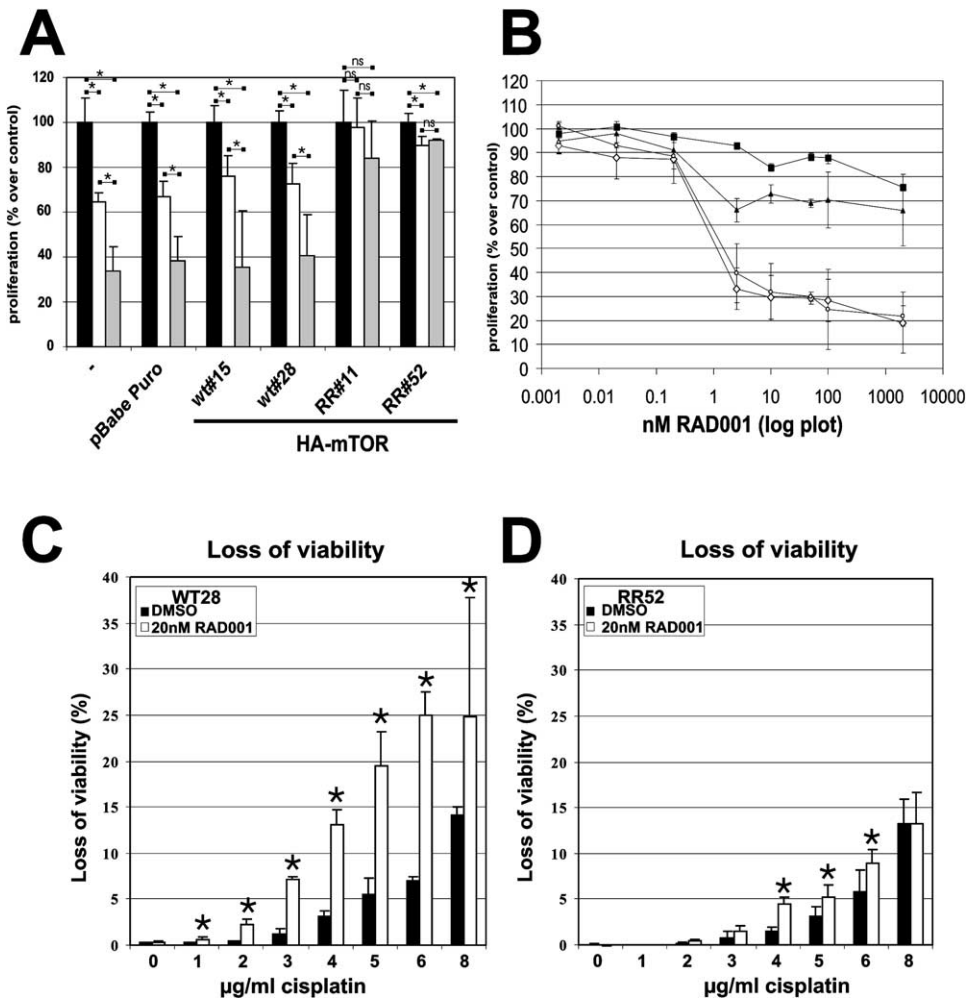 A
120
100
80
60
40
20
0
proliferation (% over control)
* * *
* * *
* * *
* * *
ns ns ns
* * ns
-
pBabe Puro
wt#15
wt#28
RR#11
RR#52
HA-mTOR
B
120
110
100
90
80
70
60
50
40
30
20
10
0
proliferation (% over control)
0.001 0.01 0.1 1 10 100 1000 10000
nM RAD001 (log plot)
C
Loss of viability
40
35
30
25
20
15
10
5
0
Loss of viability (%)
WT28
DMSO
20nM RAD001
* * * * * * *
0 1 2 3 4 5 6 8
µg/ml cisplatin
D
Loss of viability
40
35
30
25
20
15
10
5
0
Loss of viability (%)
RR52
DMSO
20nM RAD001
* * *
0 1 2 3 4 5 6 8
µg/ml cisplatin